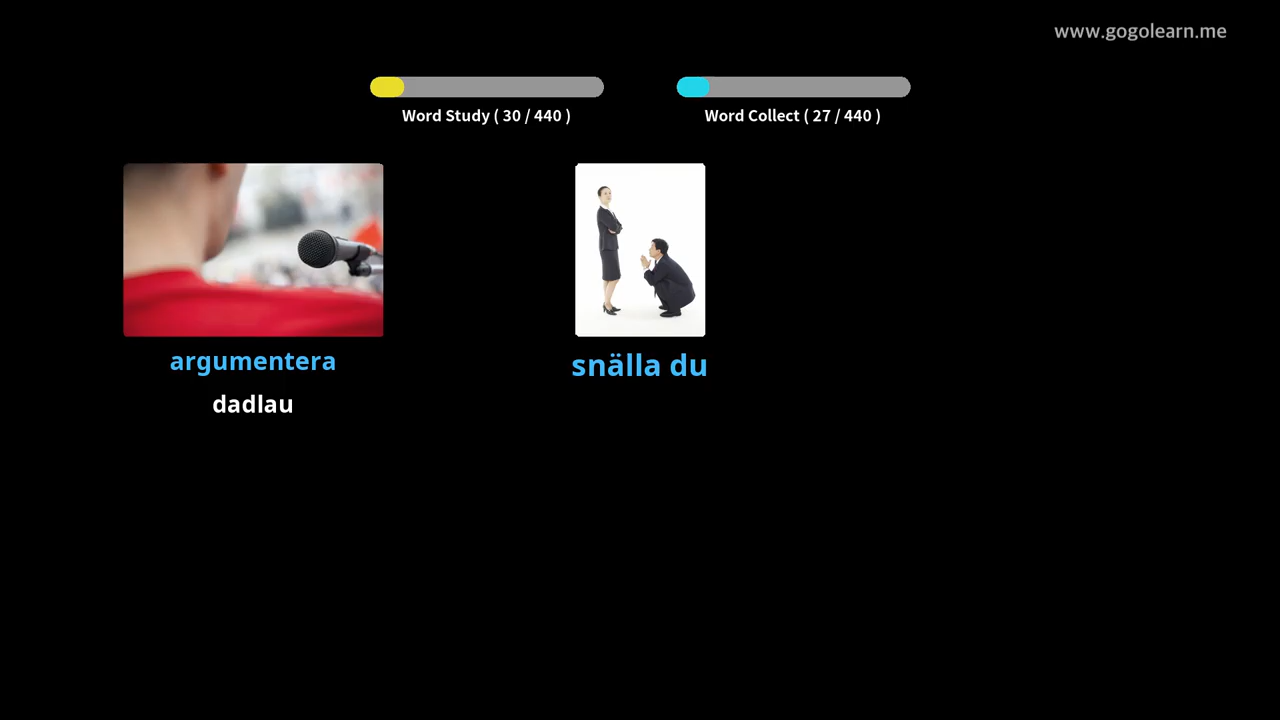 www.gogolearn.me
Word Study ( 30 / 440 )
Word Collect ( 27 / 440 )
argumentera
dadlau
snälla du